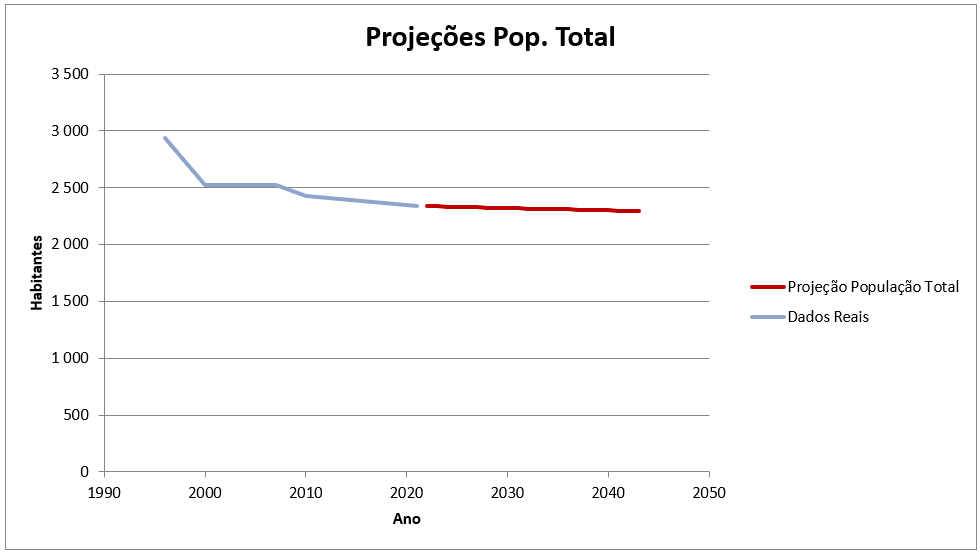 Projeções Pop. Total
3 500
3 000
2 500
2 000
1 500
1 000
500
0
Habitantes
1990 2000 2010 2020 2030 2040 2050
Ano
Projeção População Total
Dados Reais